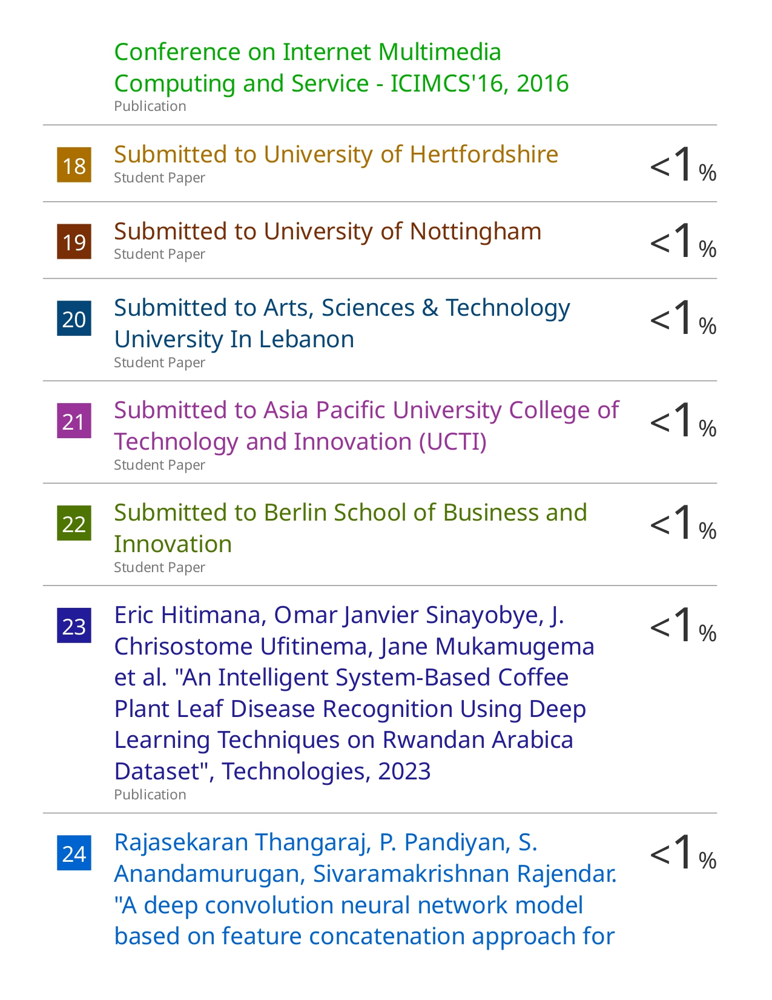 Conference on Internet Multimedia
Computing and Service - ICIMCS'16, 2016
Publication
18
Submitted to University of Hertfordshire
Student Paper
<1%
19
Submitted to University of Nottingham
Student Paper
<1%
20
Submitted to Arts, Sciences & Technology
University In Lebanon
Student Paper
<1%
21
Submitted to Asia Pacific University College of
Technology and Innovation (UCTI)
Student Paper
<1%
22
Submitted to Berlin School of Business and
Innovation
Student Paper
<1%
23
Eric Hitimana, Omar Janvier Sinayobye, J.
Chrisostome Ufitinema, Jane Mukamugema
et al. "An Intelligent System-Based Coffee
Plant Leaf Disease Recognition Using Deep
Learning Techniques on Rwandan Arabica
Dataset", Technologies, 2023
Publication
<1%
24
Rajasekaran Thangaraj, P. Pandiyan, S.
Anandamurugan, Sivaramakrishnan Rajendar.
"A deep convolution neural network model
based on feature concatenation approach for
<1%